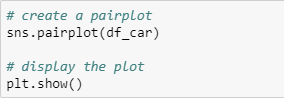 # create a pairplot
sns.pairplot(df_car)
# display the plot
plt.show()